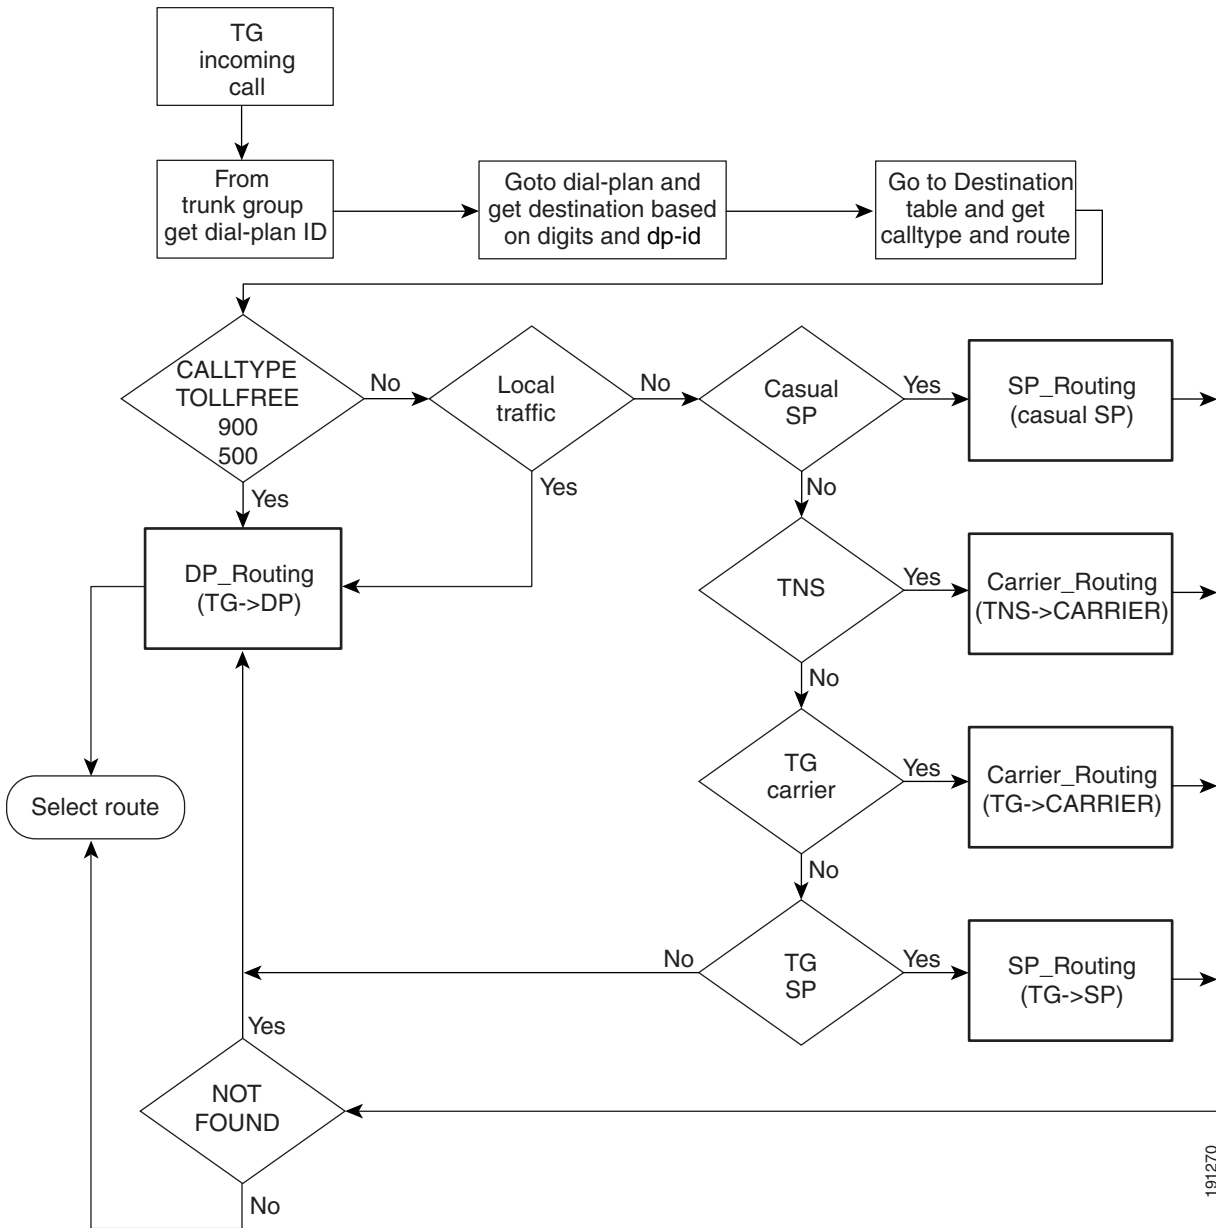 TG
incoming
call
From
trunk group
get dial-plan ID
Goto dial-plan and
get destination based
on digits and dp-id
Go to Destination
table and get
calltype and route
CALLTYPE
TOLLFREE
900
500
No
Local
traffic
No
Casual
SP
Yes
SP_Routing
(casual SP)
Yes
Yes
No
DP_Routing
(TG->DP)
TNS
Yes
Carrier_Routing
(TNS->CARRIER)
No
Select route
TG
carrier
Yes
Carrier_Routing
(TG->CARRIER)
No
No
TG
SP
Yes
SP_Routing
(TG->SP)
Yes
NOT
FOUND
No
191270